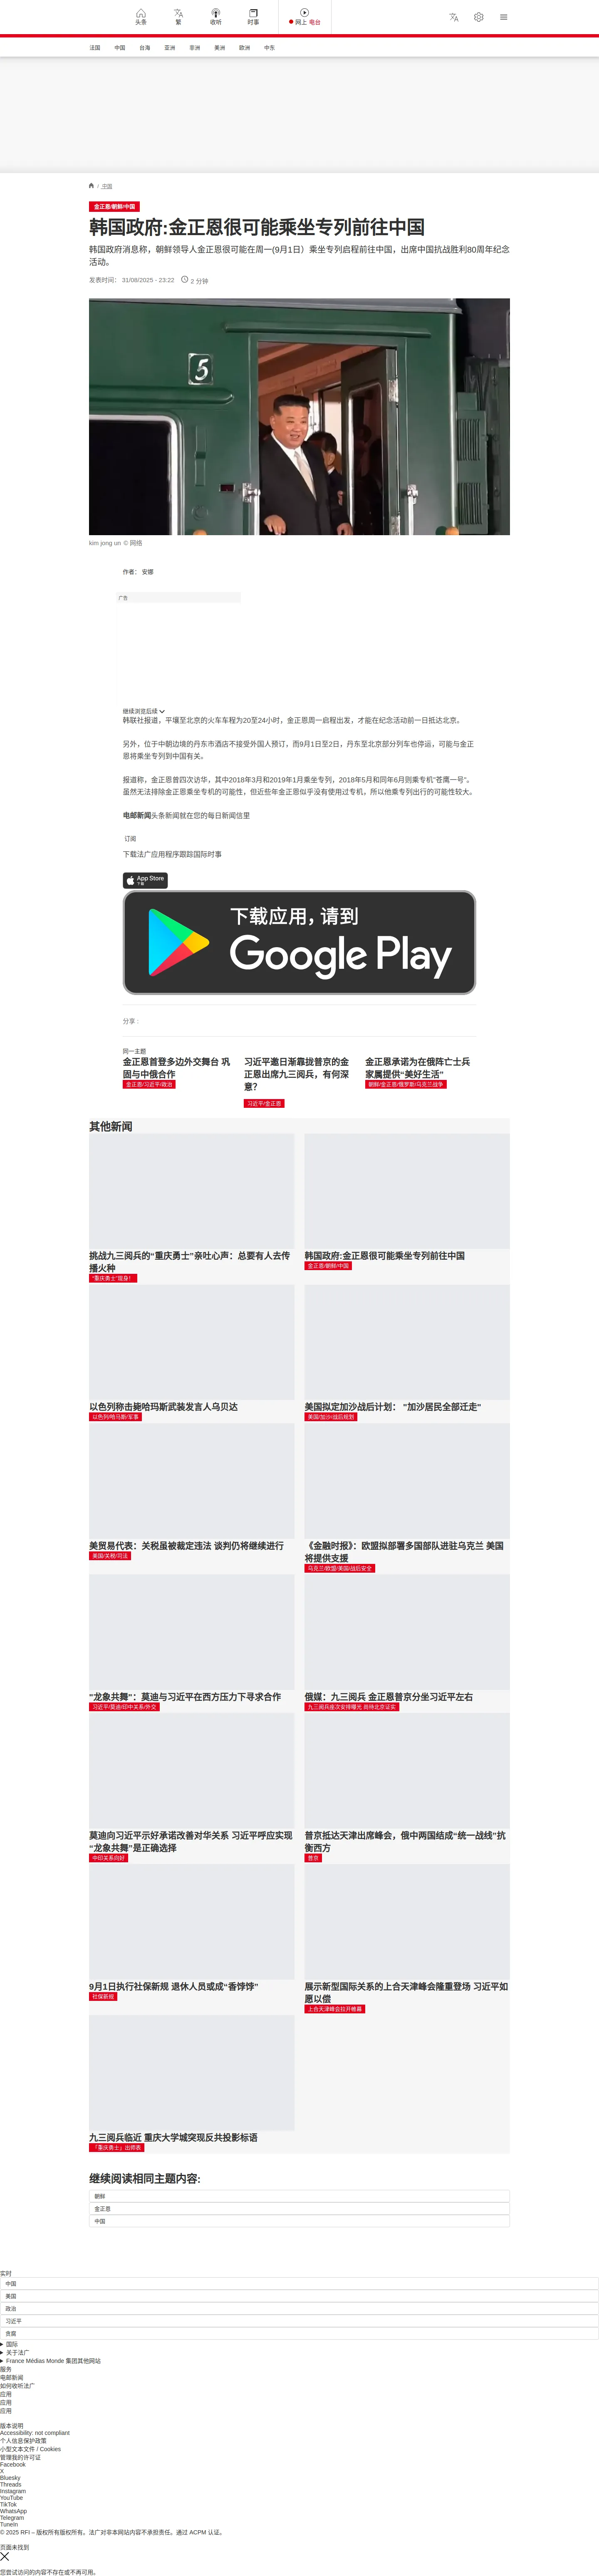 头条
繁
收听
时事
网上 电台
法国
中国
台海
亚洲
非洲
美洲
欧洲
中东
/ 中国
金正恩/朝鲜/中国
韩国政府:金正恩很可能乘坐专列前往中国
韩国政府消息称，朝鲜领导人金正恩很可能在周一(9月1日）乘坐专列启程前往中国，出席中国抗战胜利80周年纪念
活动。
发表时间： 31/08/2025 - 23:22
2 分钟
5
kim jong un © 网络
作者： 安娜
广告
继续浏览后续
韩联社报道，平壤至北京的火车车程为20至24小时，金正恩周一启程出发，才能在纪念活动前一日抵达北京。
另外，位于中朝边境的丹东市酒店不接受外国人预订，而9月1日至2日，丹东至北京部分列车也停运，可能与金正
恩将乘坐专列到中国有关。
报道称，金正恩曾四次访华，其中2018年3月和2019年1月乘坐专列，2018年5月和同年6月则乘专机“苍鹰一号”。
虽然无法排除金正恩乘坐专机的可能性，但近些年金正恩似乎没有使用过专机，所以他乘专列出行的可能性较大。
电邮新闻头条新闻就在您的每日新闻信里
订阅
下载法广应用程序跟踪国际时事
App Store
下载
下载应用，请到
Google Play
分享 :
同一主题
金正恩首登多边外交舞台 巩
固与中俄合作
金正恩/习近平/政治
习近平邀日渐靠拢普京的金
正恩出席九三阅兵，有何深
意？
习近平/金正恩
金正恩承诺为在俄阵亡士兵
家属提供“美好生活”
朝鲜/金正恩/俄罗斯/乌克兰战争
其他新闻
挑战九三阅兵的“重庆勇士”亲吐心声：总要有人去传
播火种
“重庆勇士”现身！
韩国政府:金正恩很可能乘坐专列前往中国
金正恩/朝鲜/中国
以色列称击毙哈玛斯武装发言人乌贝达
以色列/哈马斯/军事
美国拟定加沙战后计划： "加沙居民全部迁走"
美国/加沙/战后规划
美贸易代表：关税虽被裁定违法 谈判仍将继续进行
美国/关税/司法
《金融时报》：欧盟拟部署多国部队进驻乌克兰 美国
将提供支援
乌克兰/欧盟/美国/战后安全
"龙象共舞"：莫迪与习近平在西方压力下寻求合作
习近平/莫迪/印中关系/外交
俄媒：九三阅兵 金正恩普京分坐习近平左右
九三阅兵座次安排曝光 尚待北京证实
莫迪向习近平示好承诺改善对华关系 习近平呼应实现
“龙象共舞”是正确选择
中印关系向好
普京抵达天津出席峰会，俄中两国结成“统一战线”抗
衡西方
普京
9月1日执行社保新规 退休人员或成“香饽饽”
社保新税
展示新型国际关系的上合天津峰会隆重登场 习近平如
愿以偿
上合天津峰会拉开帷幕
九三阅兵临近 重庆大学城突现反共投影标语
「重庆勇士」出师表
继续阅读相同主题内容:
朝鲜
金正恩
中国
实时
中国
美国
政治
习近平
贪腐
国际
关于法广
France Médias Monde 集团其他网站
服务
电邮新闻
如何收听法广
应用
应用
应用
版本说明
Accessibility: not compliant
个人信息保护政策
小型文本文件 / Cookies
管理我的许可证
Facebook
X
Bluesky
Threads
Instagram
YouTube
TikTok
WhatsApp
Telegram
TuneIn
© 2025 RFI – 版权所有版权所有。法广对非本网站内容不承担责任。通过 ACPM 认证。
页面未找到
您尝试访问的内容不存在或不再可用。